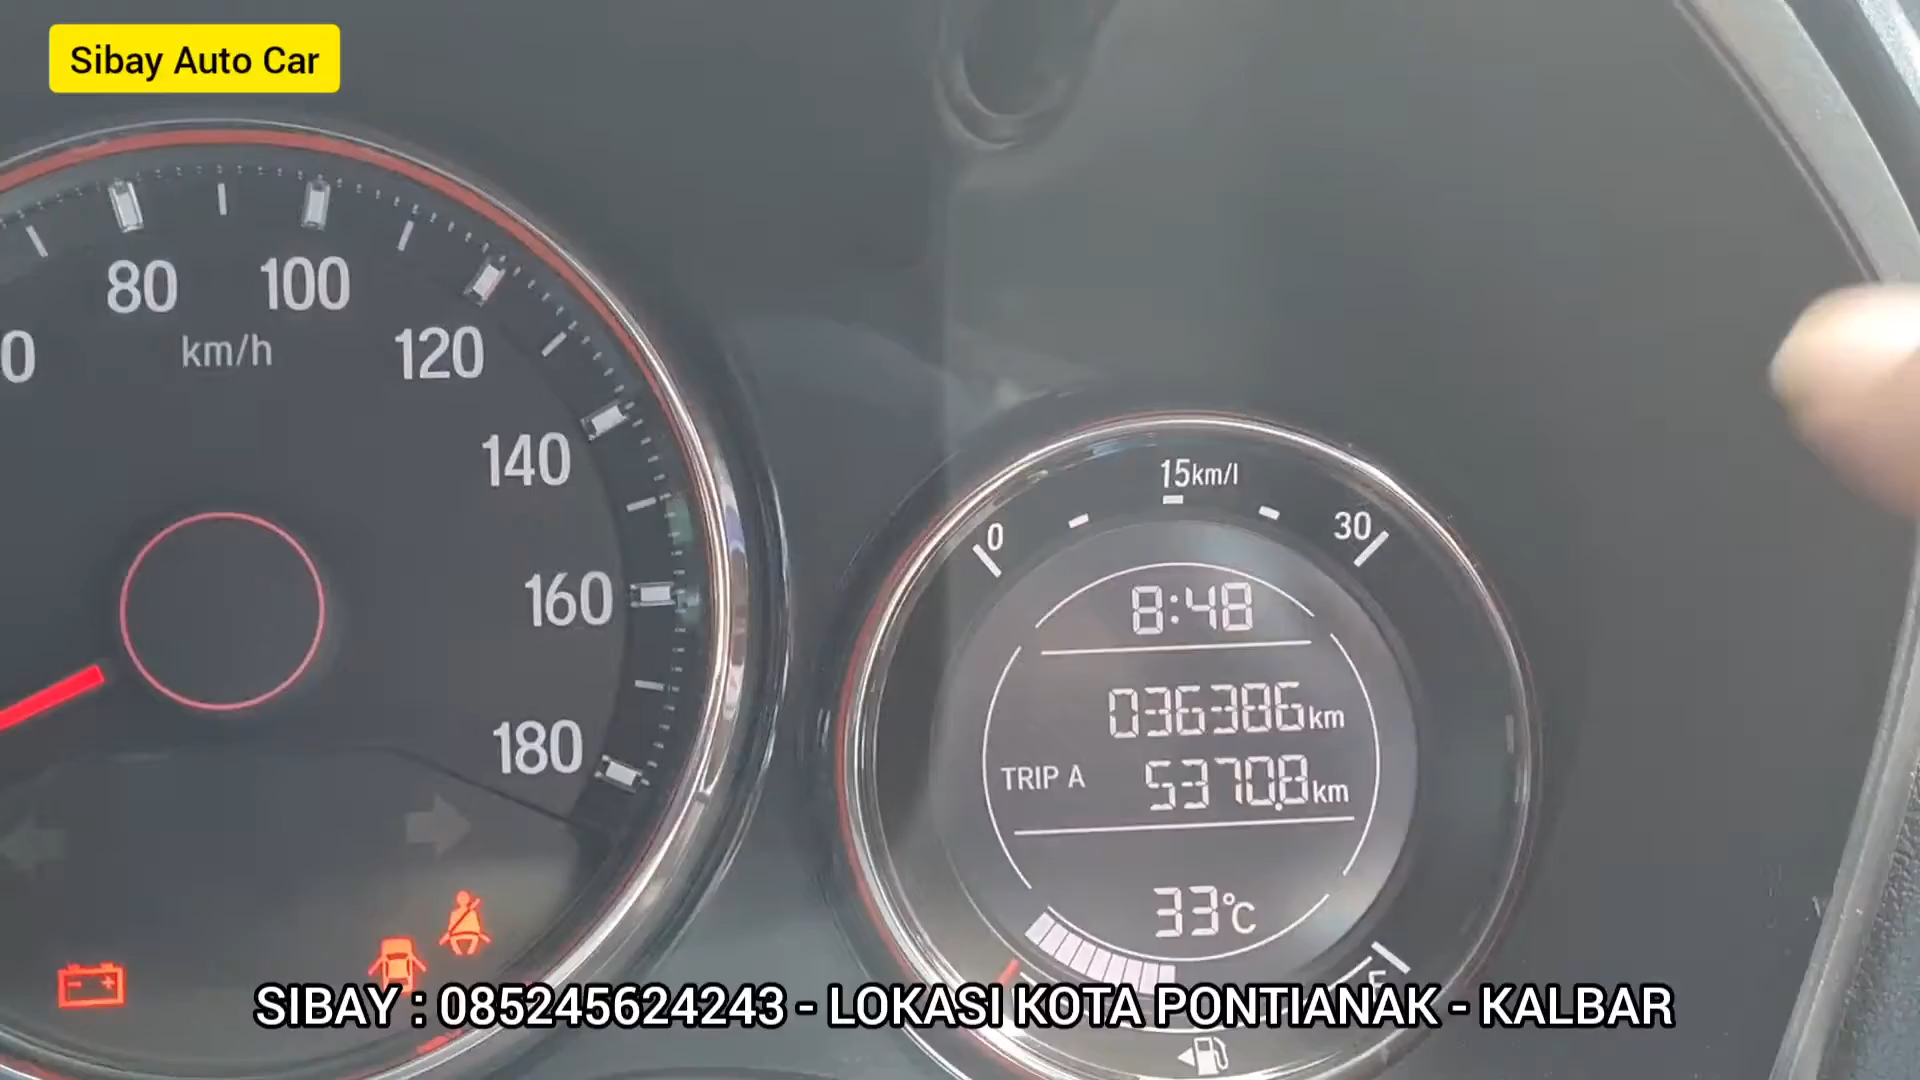 Sibay Auto Car
80
100
km/h
120
140
160
180
15km/l
0
30
8:48
036386km
TRIP A 5370.8km
33°C
F
SIBAY : 085245624243 - LOKASI KOTA PONTIANAK - KALBAR